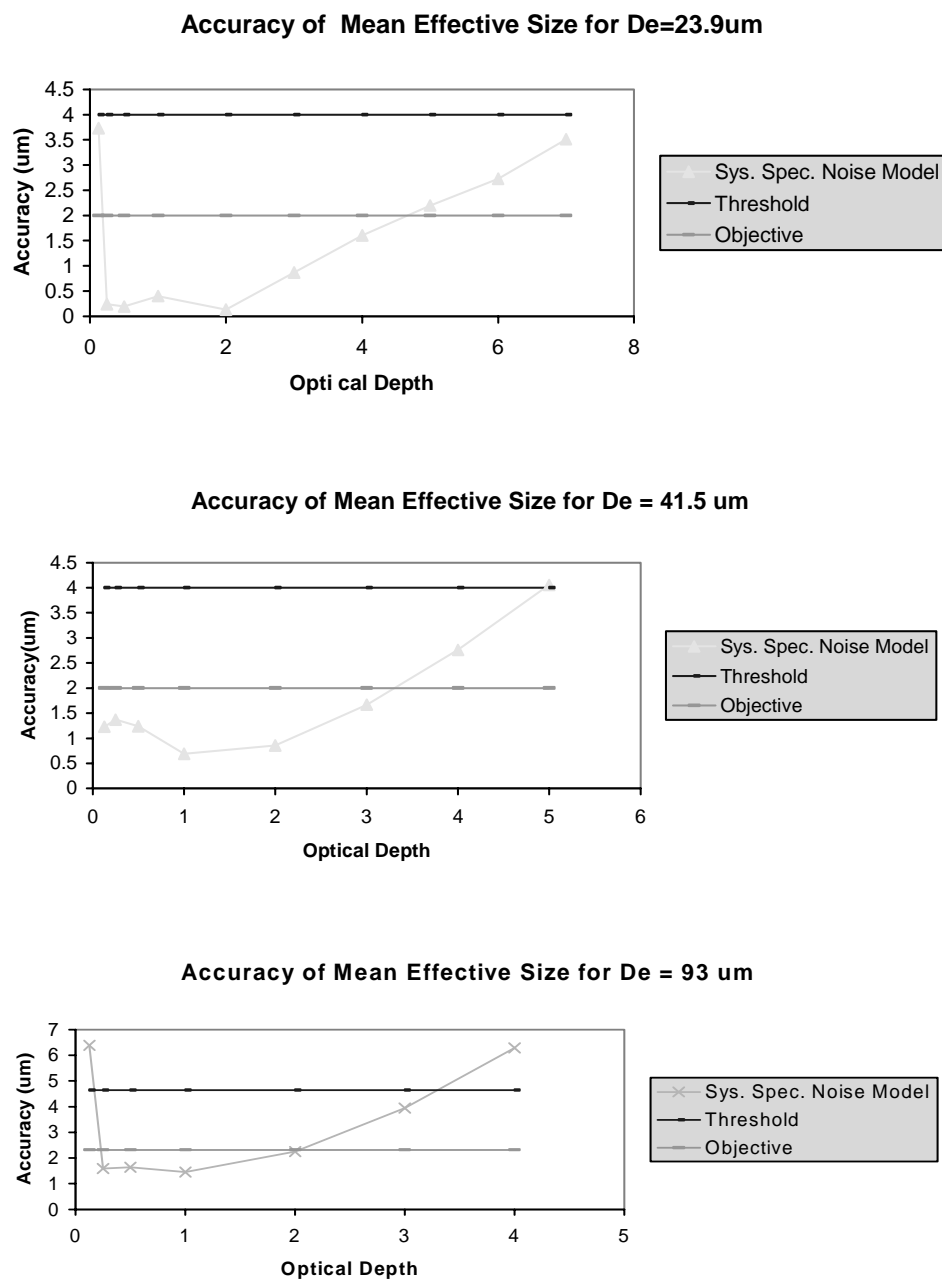 Accuracy of  Mean Effective Size for De=23.9um
4.5
4
3.5
3
2.5
2
1.5
1
0.5
0
Accuracy (um)
0 2 4 6 8
Opti cal Depth
Sys. Spec. Noise Model
Threshold
Objective
Accuracy of Mean Effective Size for De = 41.5 um
4.5
4
3.5
3
2.5
2
1.5
1
0.5
0
Accuracy(um)
0 1 2 3 4 5 6
Optical Depth
Sys. Spec. Noise Model
Threshold
Objective
Accuracy of Mean Effective Size for De = 93 um
7
6
5
4
3
2
1
0
Accuracy (um)
0 1 2 3 4 5
Optical Depth
Sys. Spec. Noise Model
Threshold
Objective